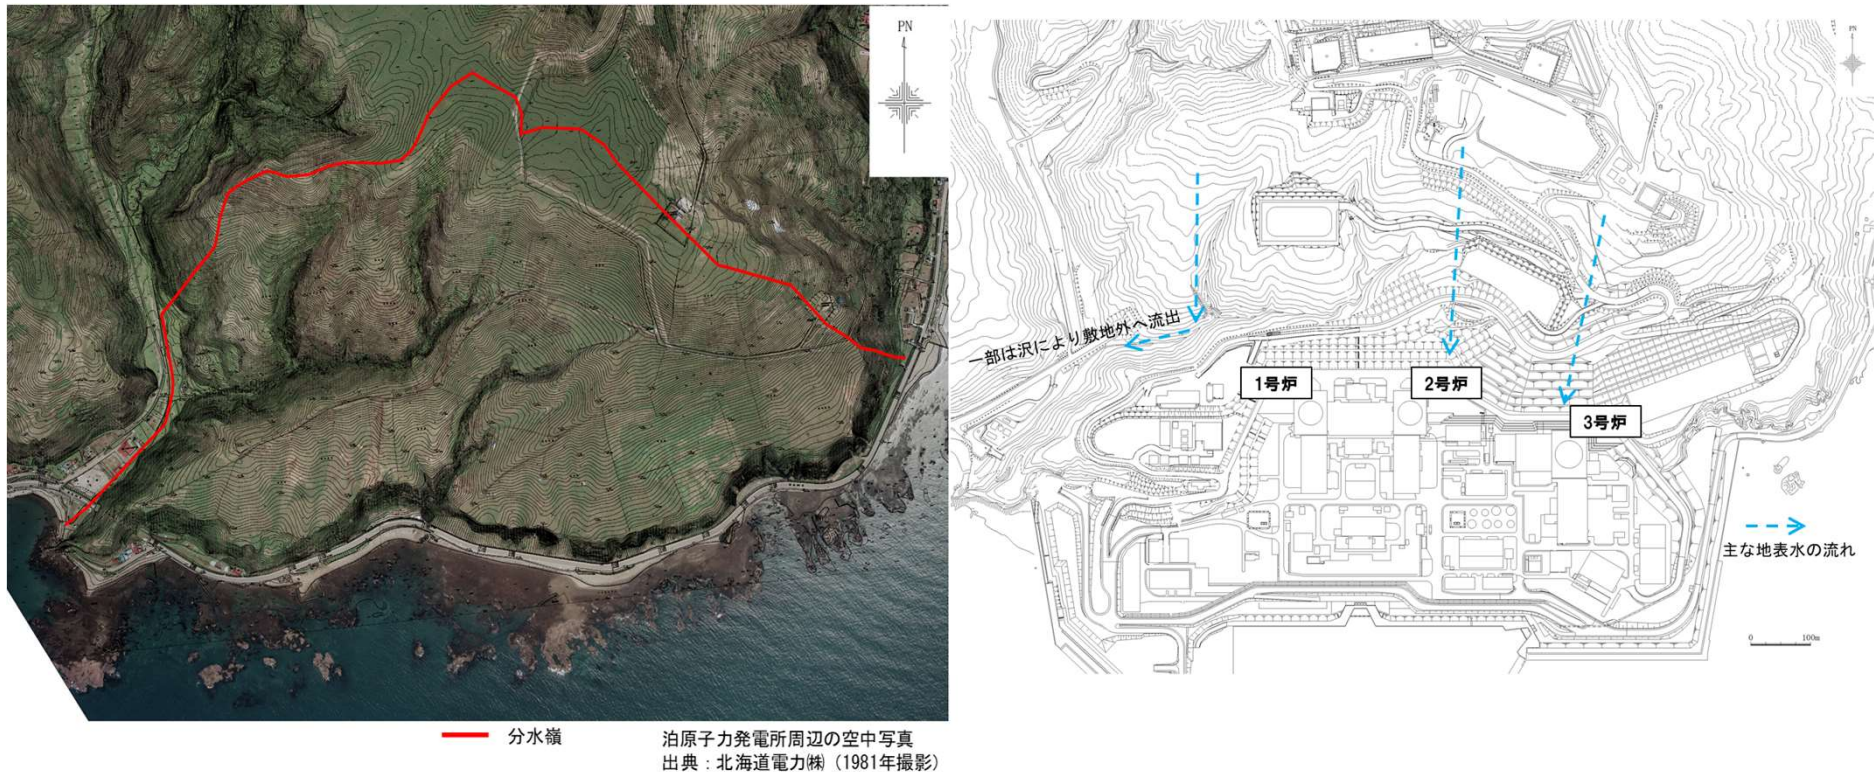 PN
分水嶺
泊原子力発電所周辺の空中写真
出典：北海道電力㈱（1981年撮影）
PN
一部は沢により敷地外へ流出
1号炉
2号炉
3号炉
主な地表水の流れ
0 100m